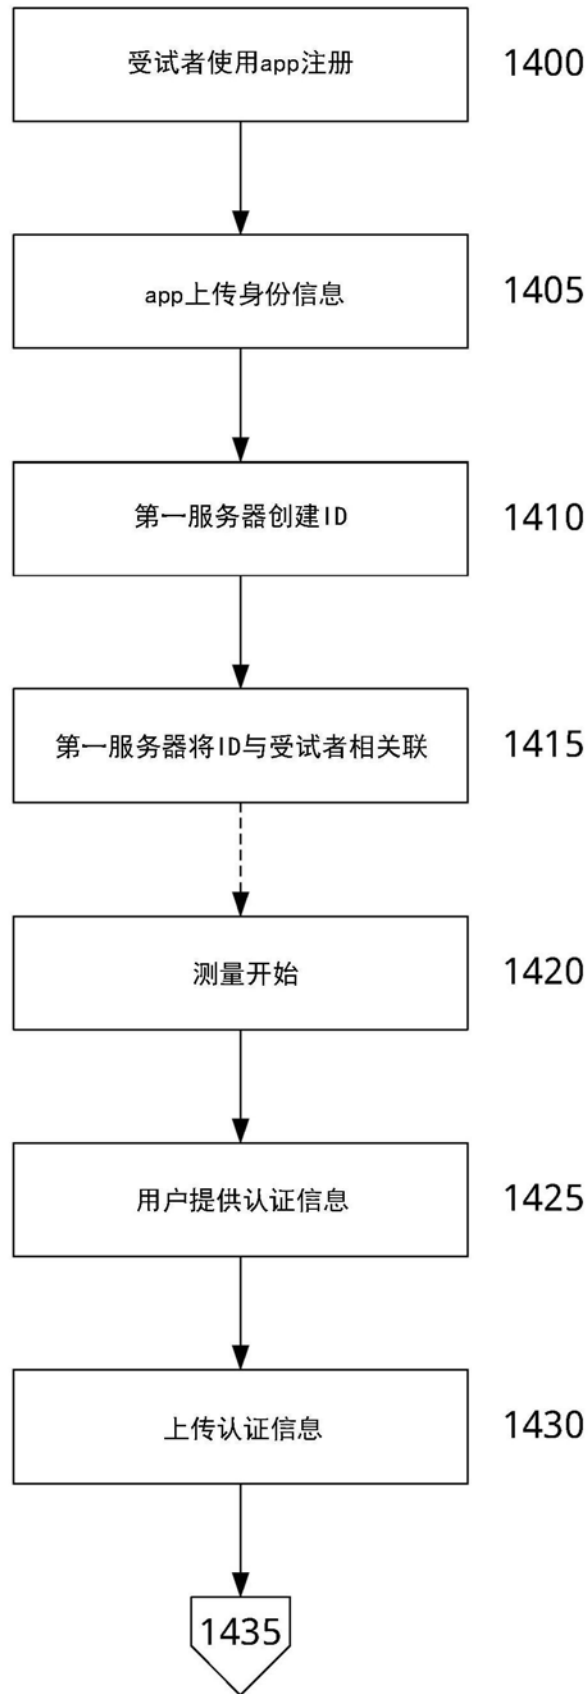 受试者使用app注册 1400
app上传身份信息 1405
第一服务器创建ID 1410
第一服务器将ID与受试者相关联 1415
测量开始 1420
用户提供认证信息 1425
上传认证信息 1430
1435